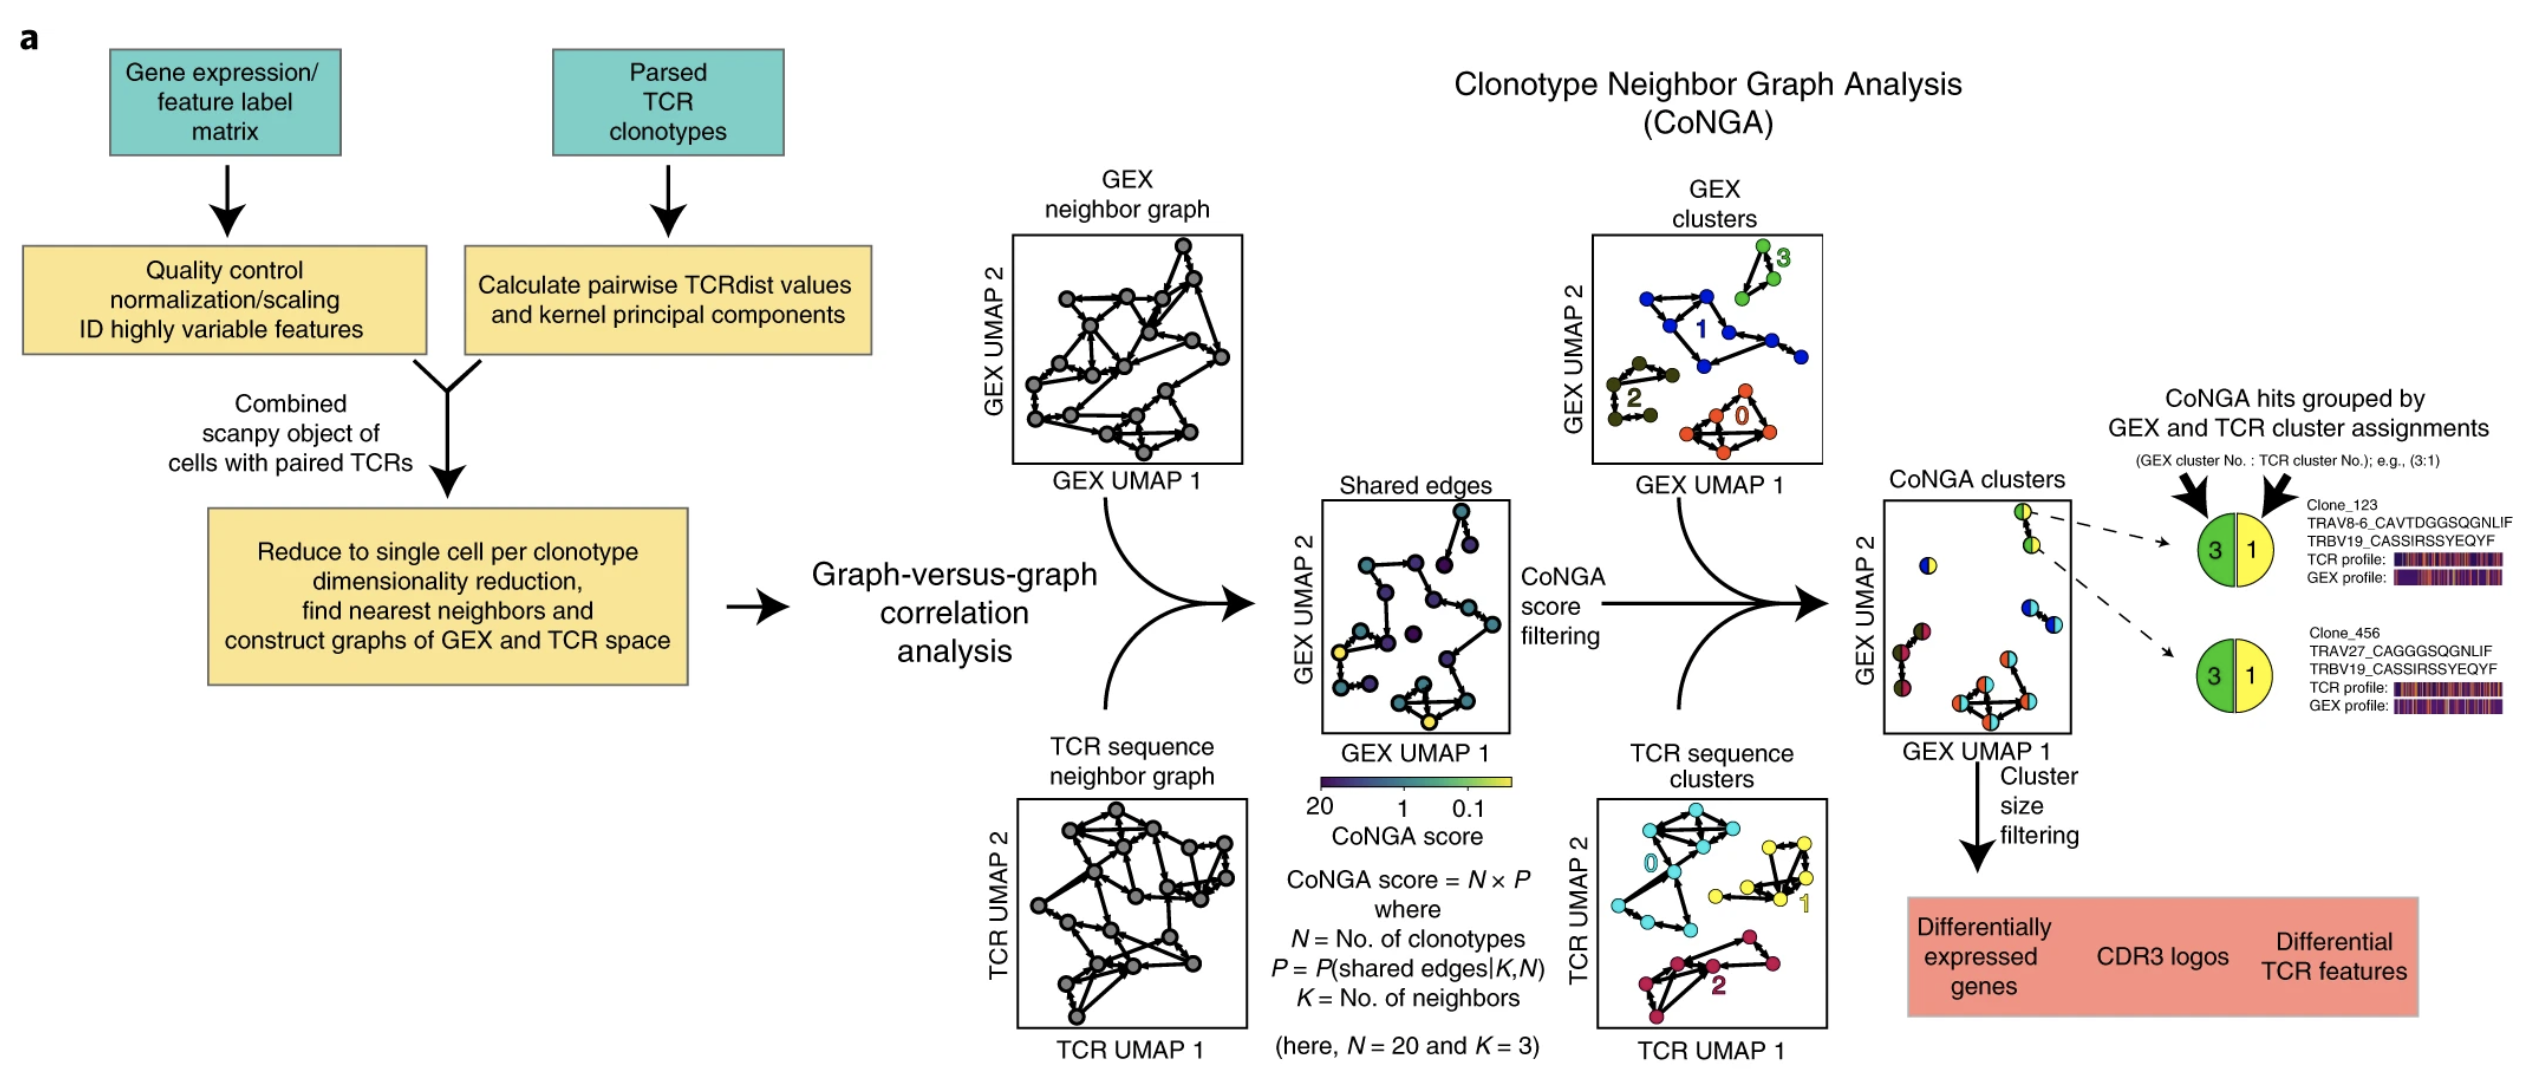 a
Gene expression/
feature label
matrix
Parsed
TCR
clonotypes
Quality control
normalization/scaling
ID highly variable features
Calculate pairwise TCRdist values
and kernel principal components
Combined
scanpy object of
cells with paired TCRs
Reduce to single cell per clonotype
dimensionality reduction,
find nearest neighbors and
construct graphs of GEX and TCR space
Graph-versus-graph
correlation
analysis
Clonotype Neighbor Graph Analysis
(CoNGA)
GEX
neighbor graph
GEX UMAP 2
GEX UMAP 1
TCR sequence
neighbor graph
TCR UMAP 2
TCR UMAP 1
Shared edges
GEX UMAP 2
GEX UMAP 1
20 1 0.1
CoNGA score
CoNGA score = N × P
where
N = No. of clonotypes
P = P(shared edges|K,N)
K = No. of neighbors
(here, N = 20 and K = 3)
CoNGA
score
filtering
GEX
clusters
GEX UMAP 2
3
1
2
0
GEX UMAP 1
TCR sequence
clusters
TCR UMAP 2
0
1
2
TCR UMAP 1
CoNGA clusters
GEX UMAP 2
GEX UMAP 1
CoNGA hits grouped by
GEX and TCR cluster assignments
(GEX cluster No. : TCR cluster No.); e.g., (3:1)
3 1
Clone_123
TRAV8-6_CAVTDGGSQGNLIF
TRBV19_CASSIRSSYEQYF
TCR profile:
GEX profile:
3 1
Clone_456
TRAV27_CAGGGSQGNLIF
TRBV19_CASSIRSSYEQYF
TCR profile:
GEX profile:
Cluster
size
filtering
Differentially
expressed
genes
CDR3 logos
Differential
TCR features